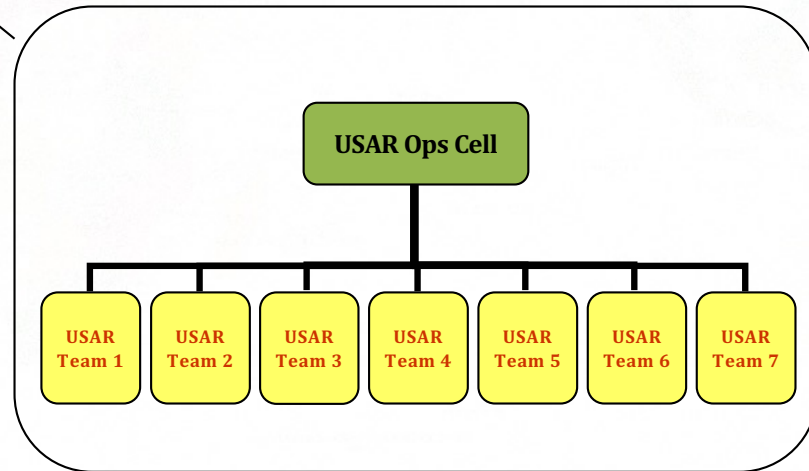 USAR Ops Cell
USAR
Team 1
USAR
Team 2
USAR
Team 3
USAR
Team 4
USAR
Team 5
USAR
Team 6
USAR
Team 7